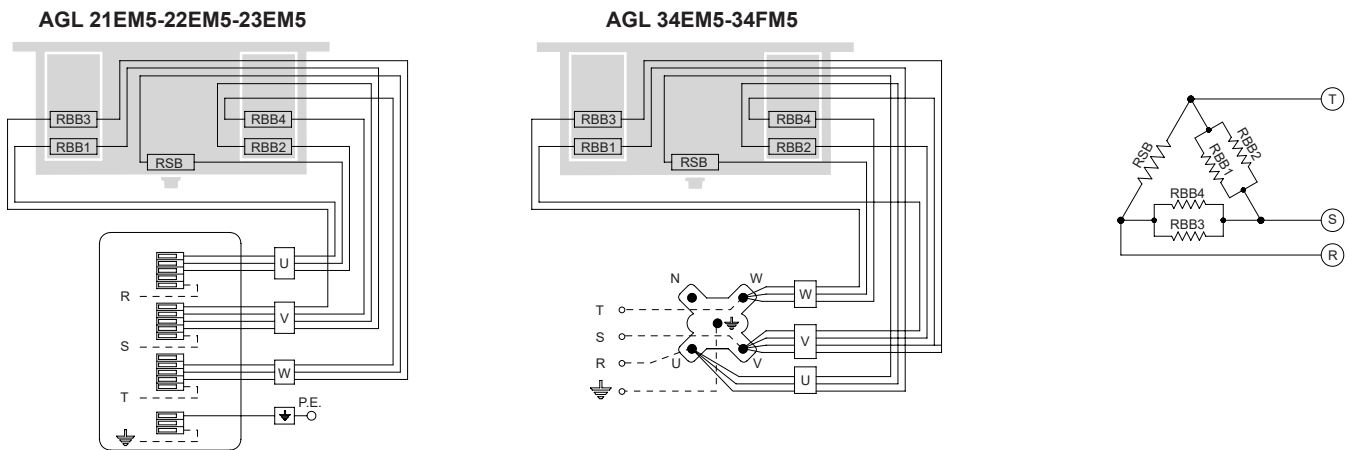 AGL 21EM5-22EM5-23EM5
RBB3
RBB1
RBB4
RBB2
RSB
U
R
V
S
W
T
P.E.
AGL 34EM5-34FM5
RBB3
RBB1
RBB4
RBB2
RSB
N
W
W
T
S
V
R
U
V
U
T
RSB
RBB2
RBB1
RBB4
RBB3
S
R